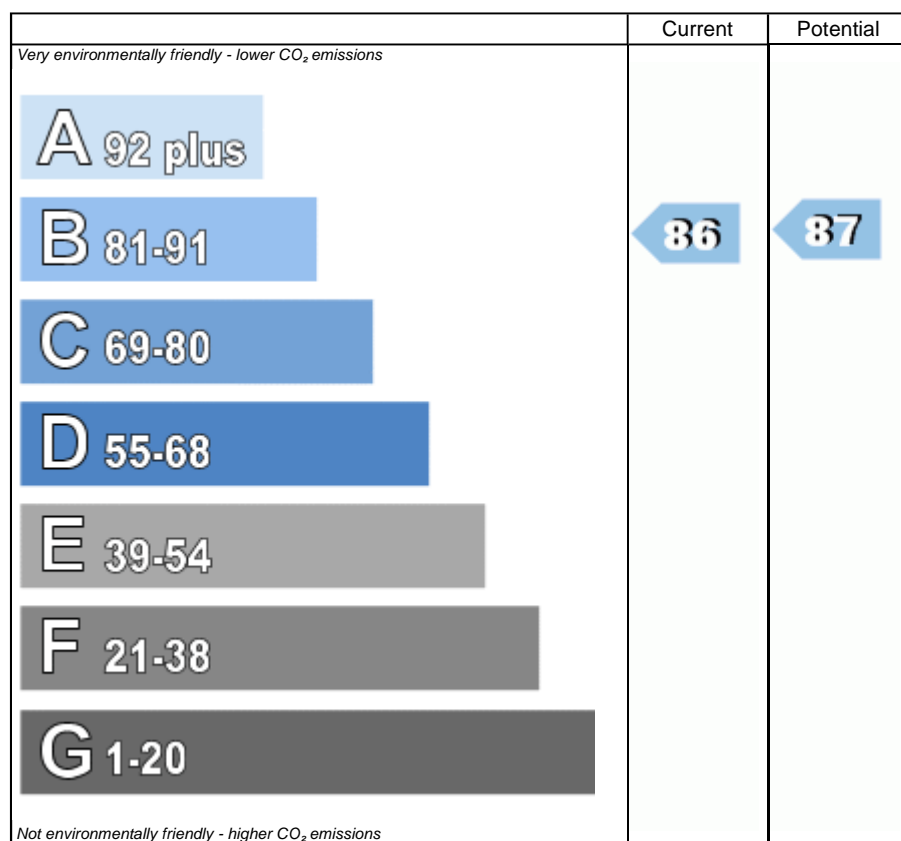 Current Potential
Very environmentally friendly - lower CO₂ emissions
A 92 plus
B 81-91 86 87
C 69-80
D 55-68
E 39-54
F 21-38
G 1-20
Not environmentally friendly - higher CO₂ emissions